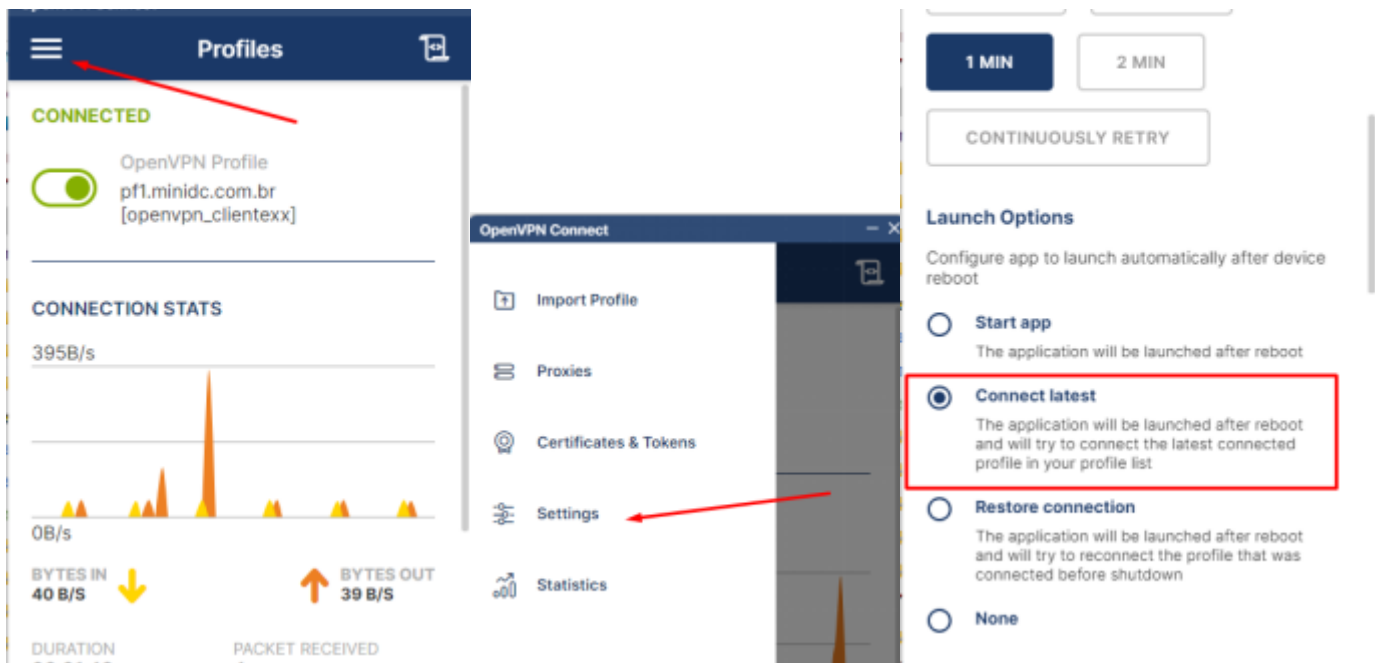 Profiles
CONNECTED
OpenVPN Profile
pf1.minidc.com.br
[openvpn_clientexx]
CONNECTION STATS
395B/s
0B/s
BYTES IN
40 B/S
BYTES OUT
39 B/S
DURATION
PACKET RECEIVED
OpenVPN Connect
Import Profile
Proxies
Certificates & Tokens
Settings
Statistics
1 MIN
2 MIN
CONTINUOUSLY RETRY
Launch Options
Configure app to launch automatically after device
reboot
Start app
The application will be launched after reboot
Connect latest
The application will be launched after reboot
and will try to connect the latest connected
profile in your profile list
Restore connection
The application will be launched after reboot
and will try to reconnect the profile that was
connected before shutdown
None